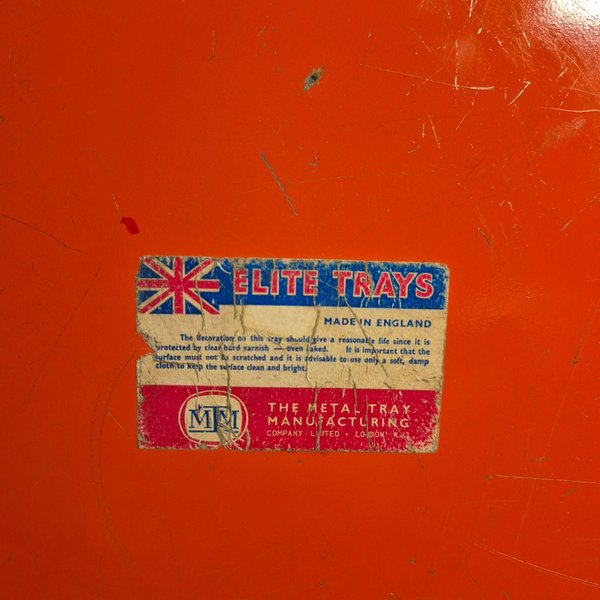 ELITE TRAYS
MADE IN ENGLAND
The decoration on this tray should give a reasonable life since it is
protected by clear hard varnish — oven baked. It is important that the
surface must not be scratched and it is advisable to use only a soft, damp
cloth to keep the surface clean and bright.
MTM
THE METAL TRAY
MANUFACTURING
COMPANY LIMITED • LONDON